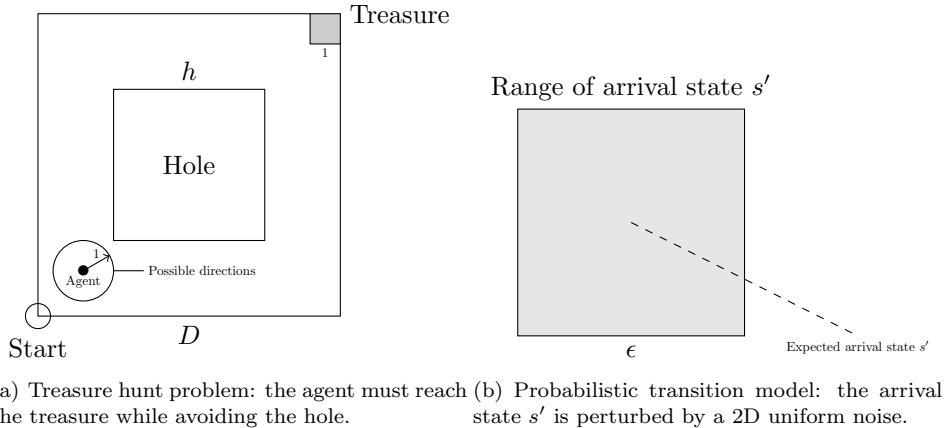 Treasure
1
h
Hole
1
Agent
Possible directions
Start
D
Range of arrival state s′
Expected arrival state s′
ϵ
a) Treasure hunt problem: the agent must reach
he treasure while avoiding the hole.
(b) Probabilistic transition model: the arrival
state s′ is perturbed by a 2D uniform noise.